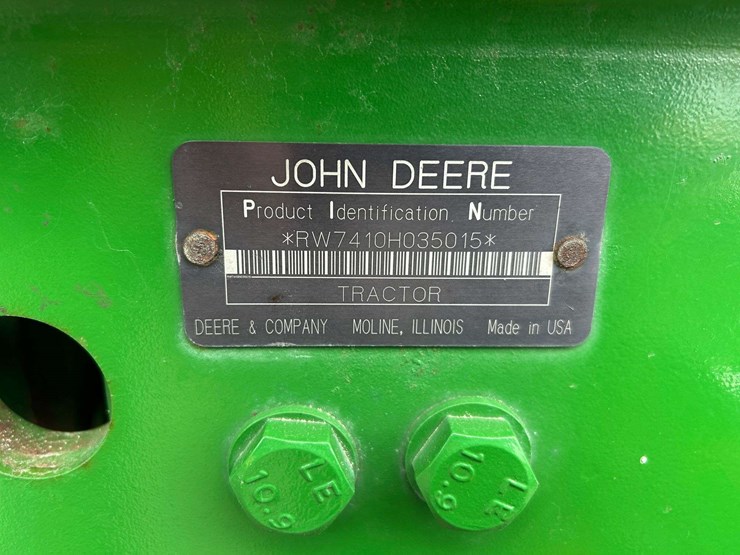 JOHN DEERE
Product Identification Number
*RW7410H035015*
TRACTOR
DEERE & COMPANY MOLINE, ILLINOIS Made in USA
LE
10.9
L.E
10.9